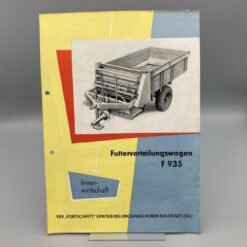 Futterverteilungswagen
F 935
Innen-
wirtschaft
VEB „FORTSCHRITT" ERNTEBERGUNGSMASCHINEN NEUSTADT (SA.)